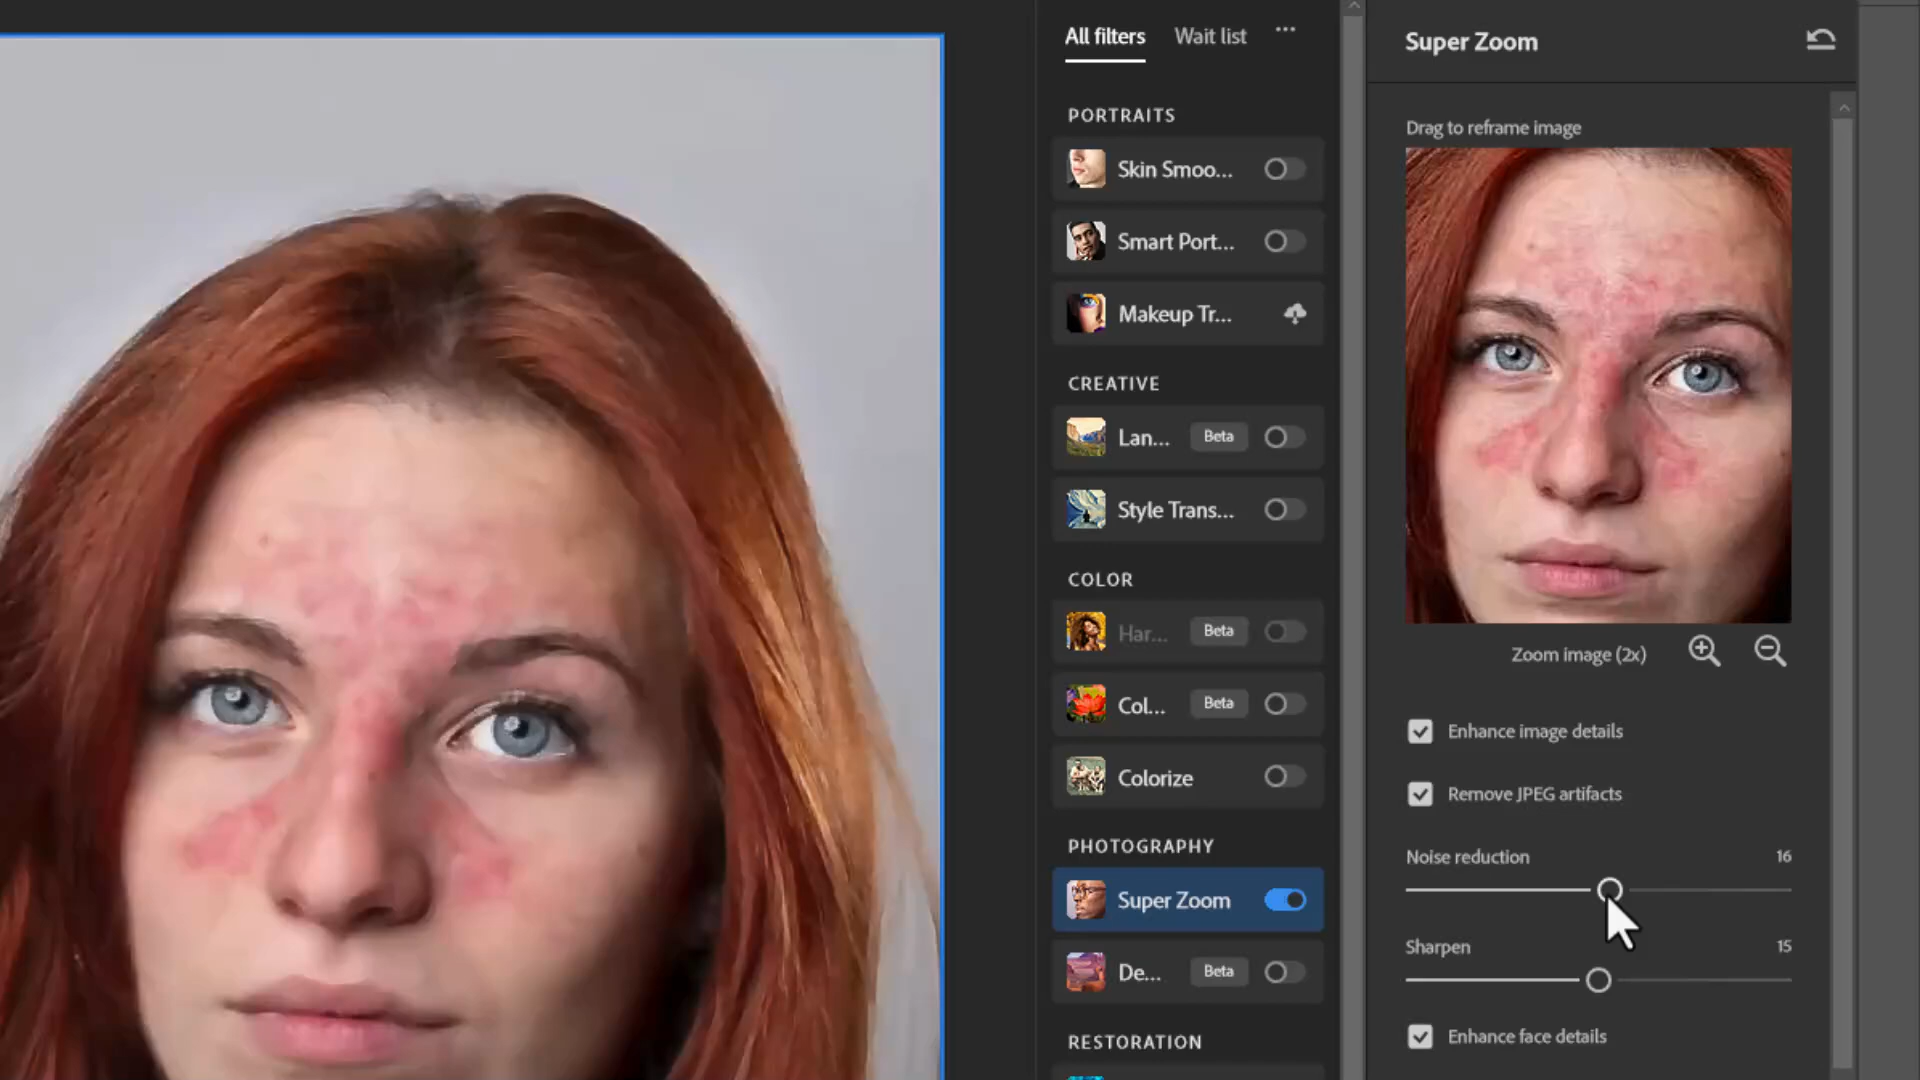 All filters
Wait list
...
PORTRAITS
Skin Smoo...
Smart Port...
Makeup Tr...
CREATIVE
Lan...
Beta
Style Trans...
COLOR
Har...
Beta
Col...
Beta
Colorize
PHOTOGRAPHY
Super Zoom
De...
Beta
RESTORATION
Super Zoom
Drag to reframe image
Zoom image (2x)
Enhance image details
Remove JPEG artifacts
Noise reduction
16
Sharpen
15
Enhance face details